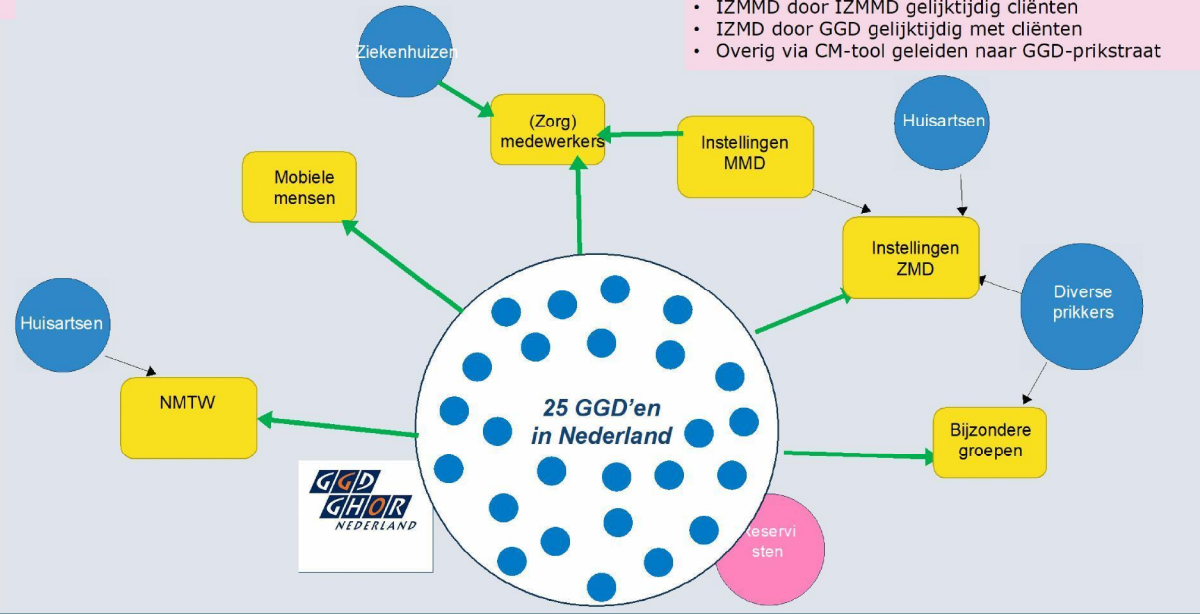 • IZMMD door IZMMD gelijktijdig cliënten
• IZMD door GGD gelijktijdig met cliënten
• Overig via CM-tool geleiden naar GGD-prikstraat
Ziekenhuizen
(Zorg)
medewerkers
Instellingen
MMD
Huisartsen
Mobiele
mensen
Instellingen
ZMD
Diverse
prikkers
Huisartsen
NMTW
25 GGD'en
in Nederland
Bijzondere
groepen
GGD
GHOR
NEDERLAND
eservi
sten